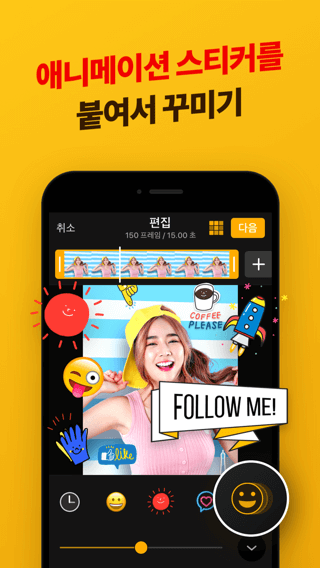 애니메이션 스티커를
붙여서 꾸미기
취소
편집
150 프레임 / 15.00 초
다음
COFFEE
PLEASE
FOLLOW ME!
like